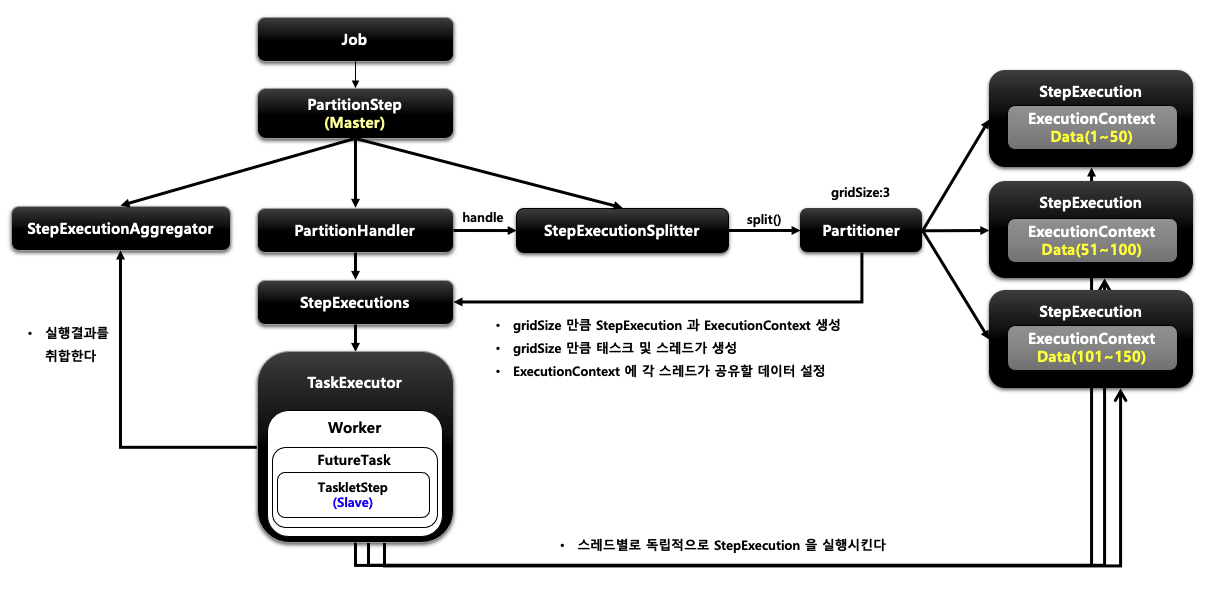 Job
PartitionStep
(Master)
StepExecutionAggregator
PartitionHandler
handle
StepExecutionSplitter
split()
gridSize:3
Partitioner
StepExecution
ExecutionContext
Data(1~50)
StepExecution
ExecutionContext
Data(51~100)
StepExecution
ExecutionContext
Data(101~150)
StepExecutions
• 실행결과를
취합한다
• gridSize 만큼 StepExecution 과 ExecutionContext 생성
• gridSize 만큼 태스크 및 스레드가 생성
• ExecutionContext 에 각 스레드가 공유할 데이터 설정
TaskExecutor
Worker
FutureTask
TaskletStep
(Slave)
• 스레드별로 독립적으로 StepExecution 을 실행시킨다